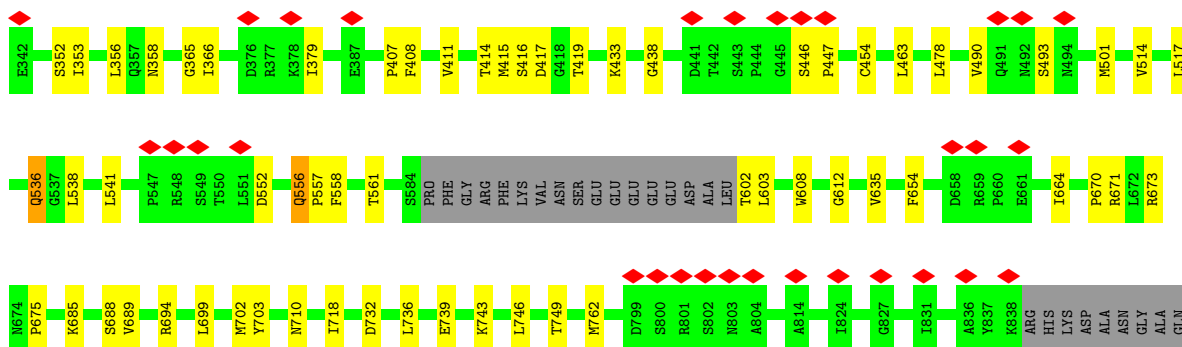 E342 S352 I353 L356 Q357 N358 G365 I366 D376 R377 K378 I379 E387 P407 F408 V411 T414 M415 S416 D417 G418 T419 K433 G438 D441 T442 S443 P444 G445 S446 P447 C454 L463 L478 V490 Q491 N492 S493 N494 M501 V514 L517
Q536 G537 L538 L541 P547 R548 S549 T550 L551 D552 Q556 P557 F558 T561 S584 PRO PHE GLY ARG PHE LYS VAL ASN SER GLU GLU GLU GLU GLU ASP ALA LEU T602 L603 W608 G612 V635 F654 D658 R659 P660 E661 I664 P670 R671 L672 R673
N674 P675 K685 S688 V689 R694 L699 M702 Y703 N710 I718 D732 L736 E739 K743 L746 T749 M762 D799 S800 R801 S802 N803 A804 A814 I824 G827 I831 A836 Y837 K838 ARG HIS LYS ASP ALA ASN GLY ALA GLN